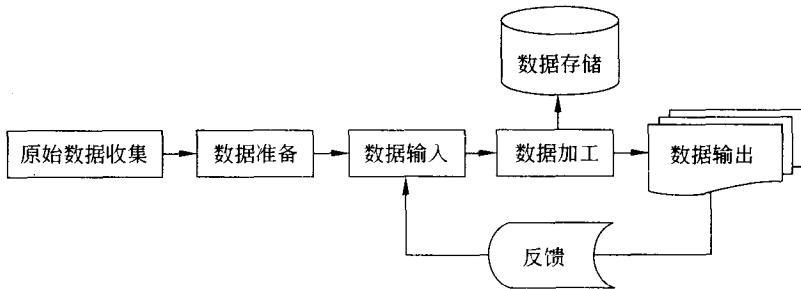 数据存储
原始数据收集
数据准备
数据输入
数据加工
数据输出
反馈